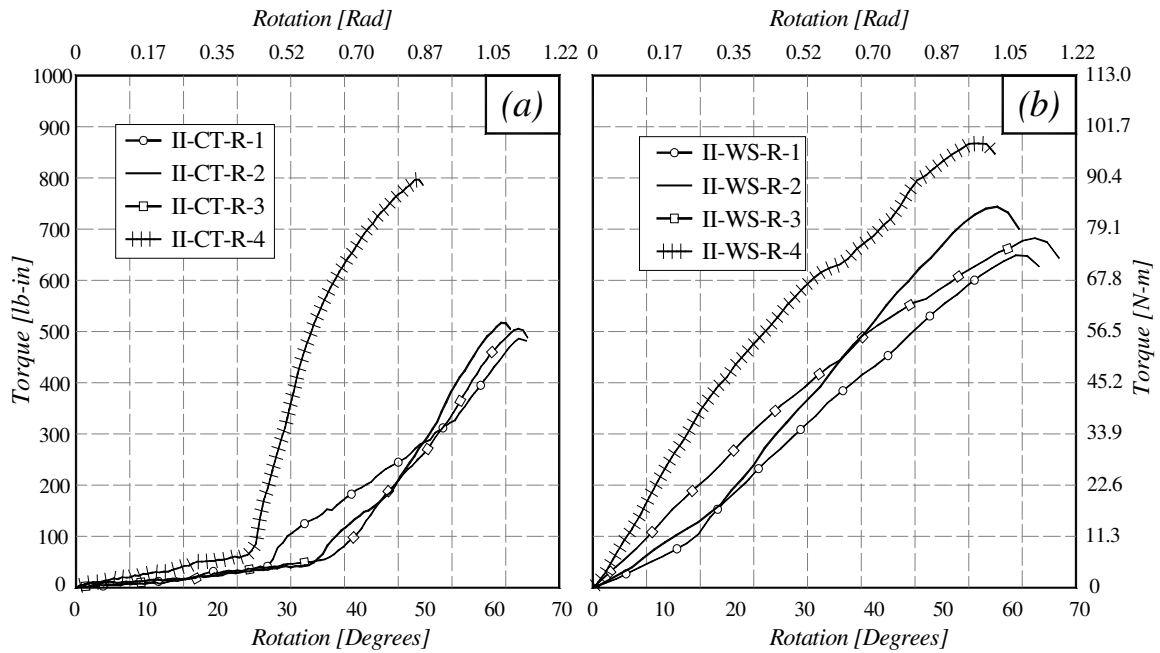 Rotation [Rad]
Rotation [Rad]
0 0.17 0.35 0.52 0.70 0.87 1.05 1.22
0 0.17 0.35 0.52 0.70 0.87 1.05 1.22
1000
900
800
700
600
500
400
300
200
100
0
Torque [lb-in]
(a)
II-CT-R-1
II-CT-R-2
II-CT-R-3
II-CT-R-4
(b)
II-WS-R-1
II-WS-R-2
II-WS-R-3
II-WS-R-4
113.0
101.7
90.4
79.1
67.8
56.5
45.2
33.9
22.6
11.3
0
Torque [N-m]
0 10 20 30 40 50 60 70
0 10 20 30 40 50 60 70
Rotation [Degrees]
Rotation [Degrees]